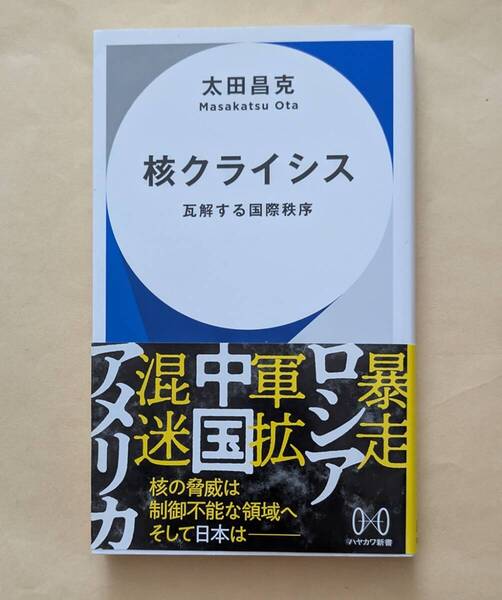 太田昌克
Masakatsu Ota
核クライシス
瓦解する国際秩序
暴走
ロシア
軍拡
中国
混迷
アメリカ
核の脅威は
制御不能な領域へ
そして日本は――
ハヤカワ新書